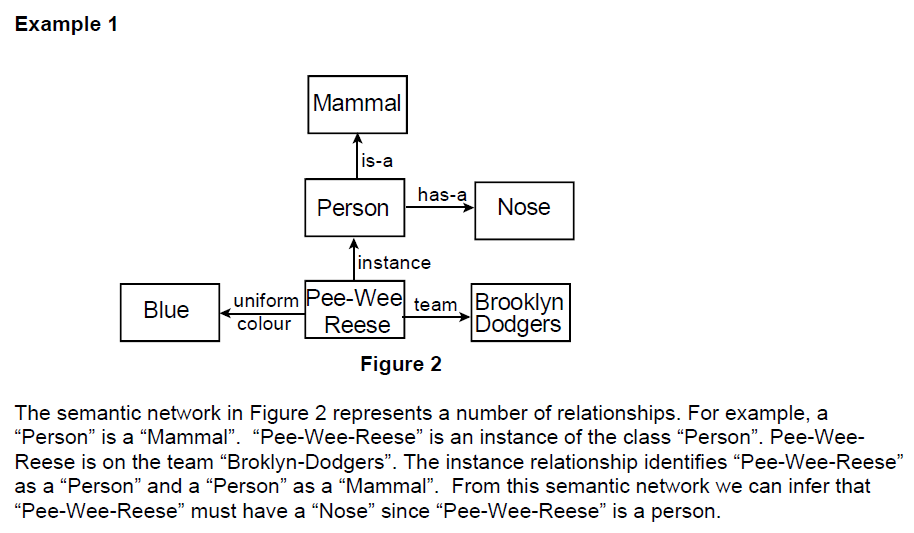 Example 1
Mammal
is-a
Person
has-a
Nose
instance
Blue
uniform
colour
Pee-Wee
Reese
team
Brooklyn
Dodgers
Figure 2
The semantic network in Figure 2 represents a number of relationships. For example, a
“Person” is a “Mammal”.  “Pee-Wee-Reese” is an instance of the class “Person”. Pee-Wee-
Reese is on the team “Broklyn-Dodgers”. The instance relationship identifies “Pee-Wee-Reese”
as a “Person” and a “Person” as a “Mammal”.  From this semantic network we can infer that
“Pee-Wee-Reese” must have a “Nose” since “Pee-Wee-Reese” is a person.